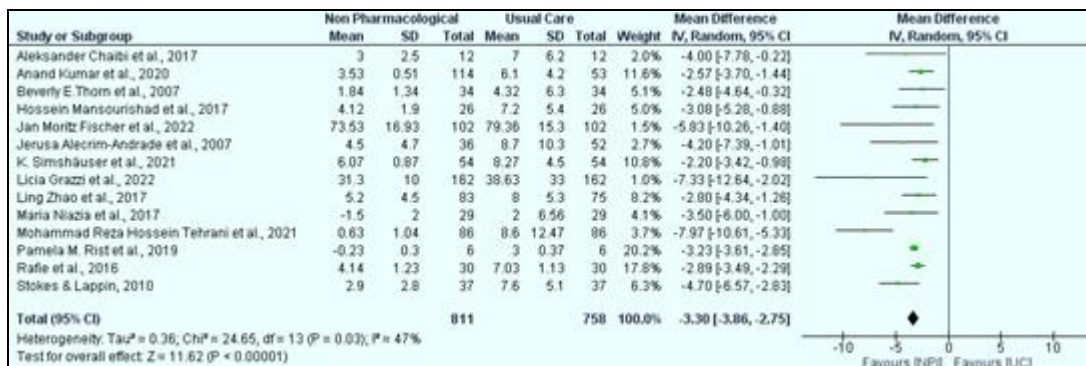 Non Pharmacological Usual Care Mean Difference Mean Difference
Study or Subgroup Mean SD Total Mean SD Total Weight IV, Random, 95% CI IV, Random, 95% CI
Aleksander Chaibi et al., 2017 3 2.5 12 7 6.2 12 2.0% -4.00 [-7.78, -0.22]
Anand Kumar et al., 2020 3.53 0.51 114 6.1 4.2 53 11.6% -2.57 [-3.70, -1.44]
Beverly E.Thorn et al., 2007 1.84 1.34 34 4.32 6.3 34 5.2% -2.48 [-4.64, -0.32]
Hossein Mansourishad et al., 2017 4.12 1.9 26 7.2 5.4 26 5.0% -3.08 [-5.28, -0.88]
Jan Moritz Fischer et al., 2022 73.53 16.93 102 79.36 15.3 102 1.5% -5.83 [-10.26, -1.40]
Jerusa Alecrim-Andrade et al., 2007 4.5 4.7 36 8.7 10.3 52 2.7% -4.20 [-7.39, -1.01]
K. Simshäuser et al., 2021 6.07 0.87 54 8.27 4.5 54 10.8% -2.20 [-3.42, -0.98]
Licia Grazzi et al., 2022 31.3 10 162 38.63 33 162 1.1% -7.33 [-12.64, -2.02]
Ling Zhao et al., 2017 5.2 4.5 83 8 5.3 75 8.2% -2.80 [-4.34, -1.26]
Maria Niazia et al., 2017 -1.5 2 29 2 6.56 29 4.1% -3.50 [-6.00, -1.00]
Mohammad Reza Hossein Tehrani et al., 2021 0.63 1.04 86 8.6 12.47 86 3.7% -7.97 [-10.61, -5.33]
Pamela M. Rist et al., 2019 -0.23 0.3 6 3 0.37 6 20.2% -3.23 [-3.61, -2.85]
Rafie et al., 2016 4.14 1.23 30 7.03 1.13 30 17.8% -2.89 [-3.49, -2.29]
Stokes & Lappin, 2010 2.9 2.8 37 7.6 5.1 37 6.3% -4.70 [-6.57, -2.83]
Total (95% CI) 811 758 100.0% -3.30 [-3.86, -2.75]
Heterogeneity: Tau² = 0.36; Chi² = 24.65, df = 13 (P = 0.03); I² = 47%
Test for overall effect: Z = 11.62 (P < 0.00001)
-10 -5 0 5 10
Favours [NPI] Favours [UC]